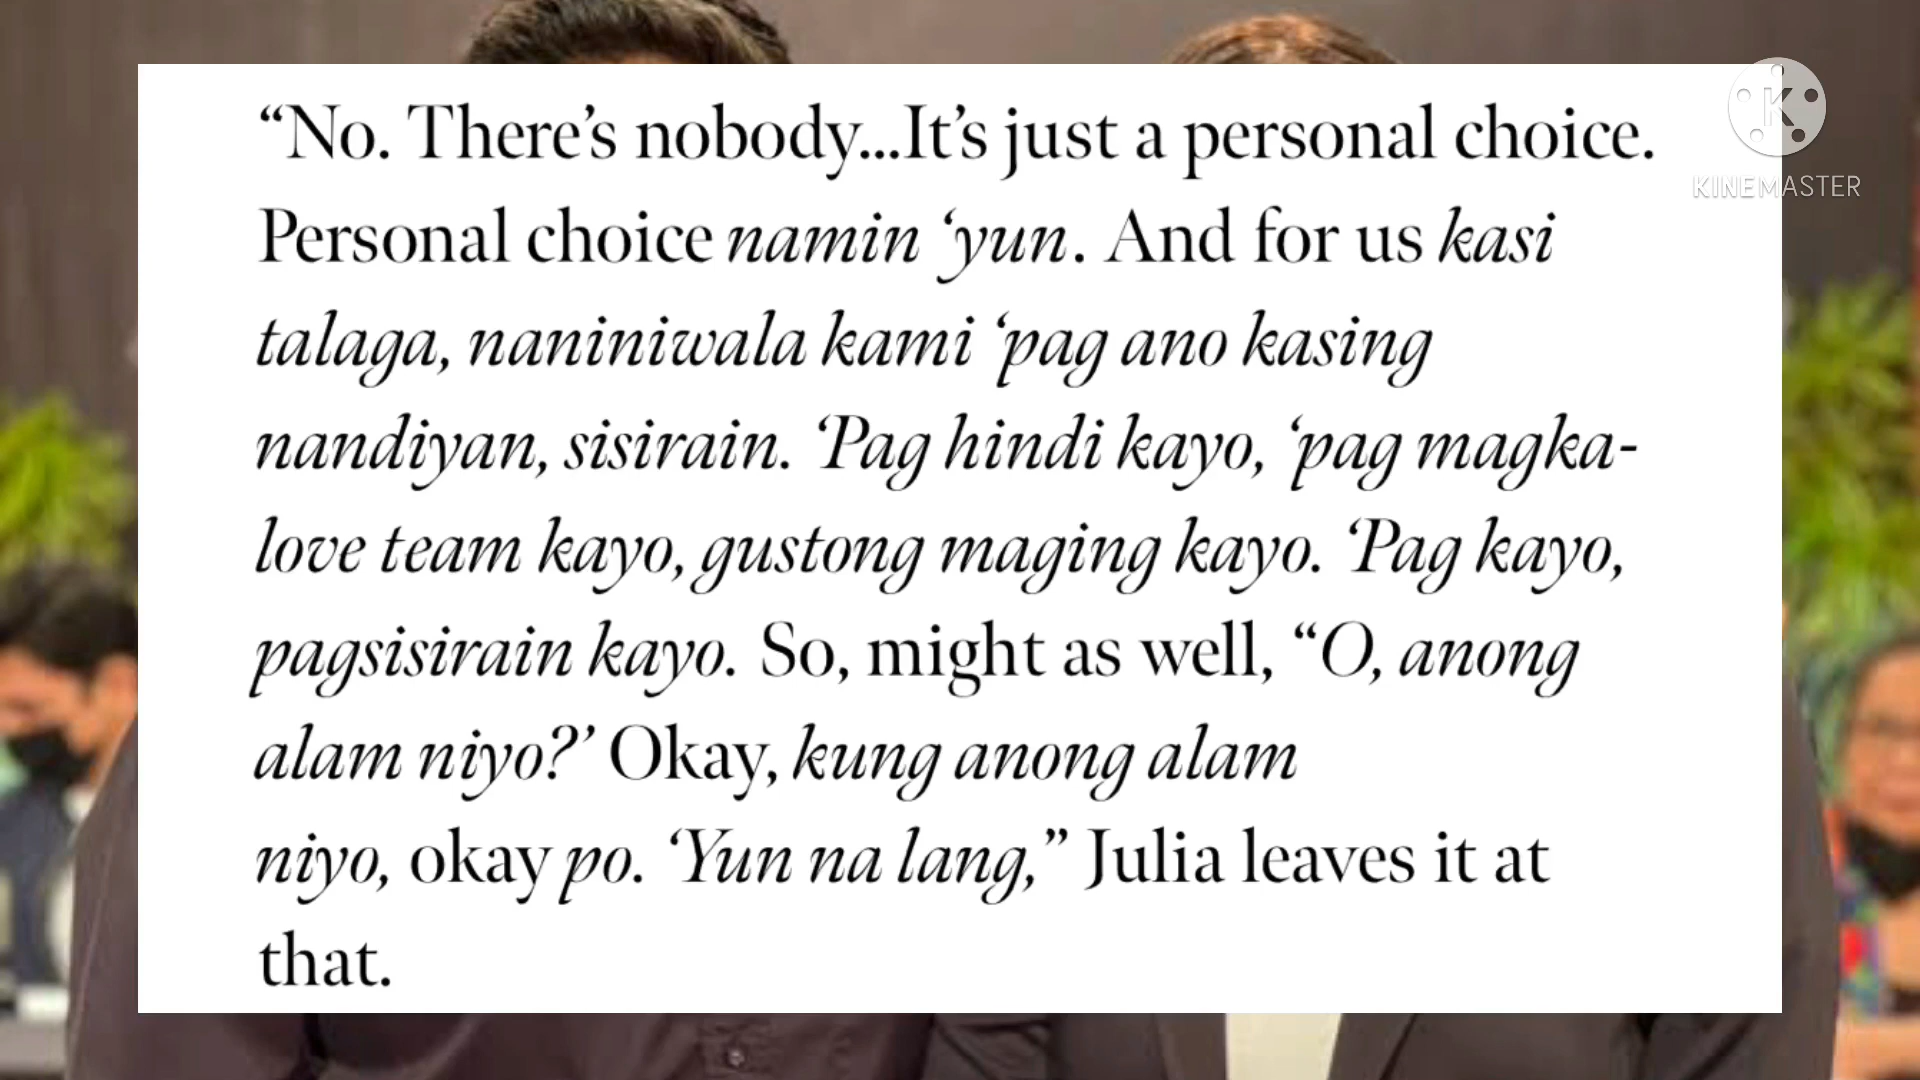 “No. There’s nobody...It’s just a personal choice.
Personal choice namin ‘yun. And for us kasi
talaga, naniniwala kami ‘pag ano kasing
nandiyan, sisirain. ‘Pag hindi kayo, ‘pag magka-
love team kayo, gustong maging kayo. ‘Pag kayo,
pagsisirain kayo. So, might as well, “O, anong
alam niyo?’ Okay, kung anong alam
niyo, okay po. ‘Yun na lang,” Julia leaves it at
that.
K
KINEMASTER